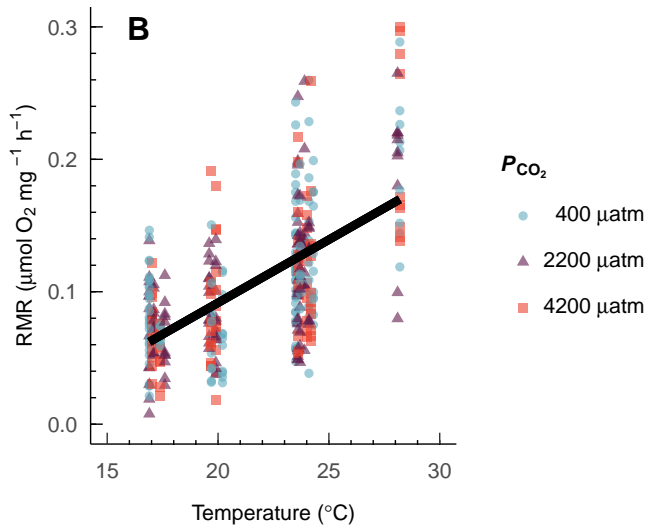 B
0.3
0.2
0.1
0.0
RMR (μmol O₂ mg⁻¹ h⁻¹)
15 20 25 30
Temperature (°C)
P_CO₂
400 μatm
2200 μatm
4200 μatm